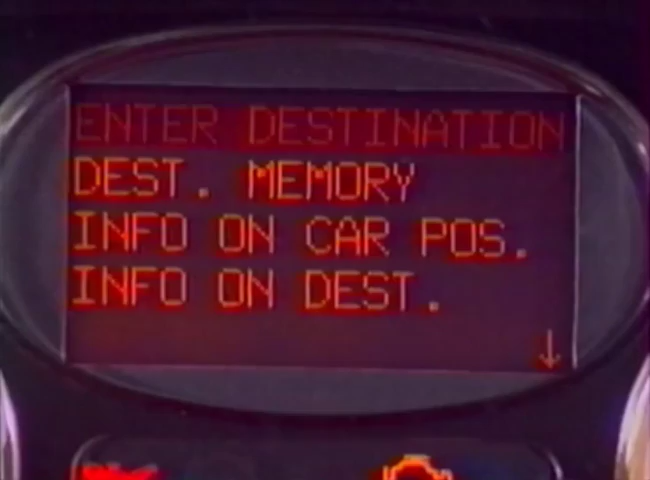 ENTER DESTINATION
DEST. MEMORY
INFO ON CAR POS.
INFO ON DEST.